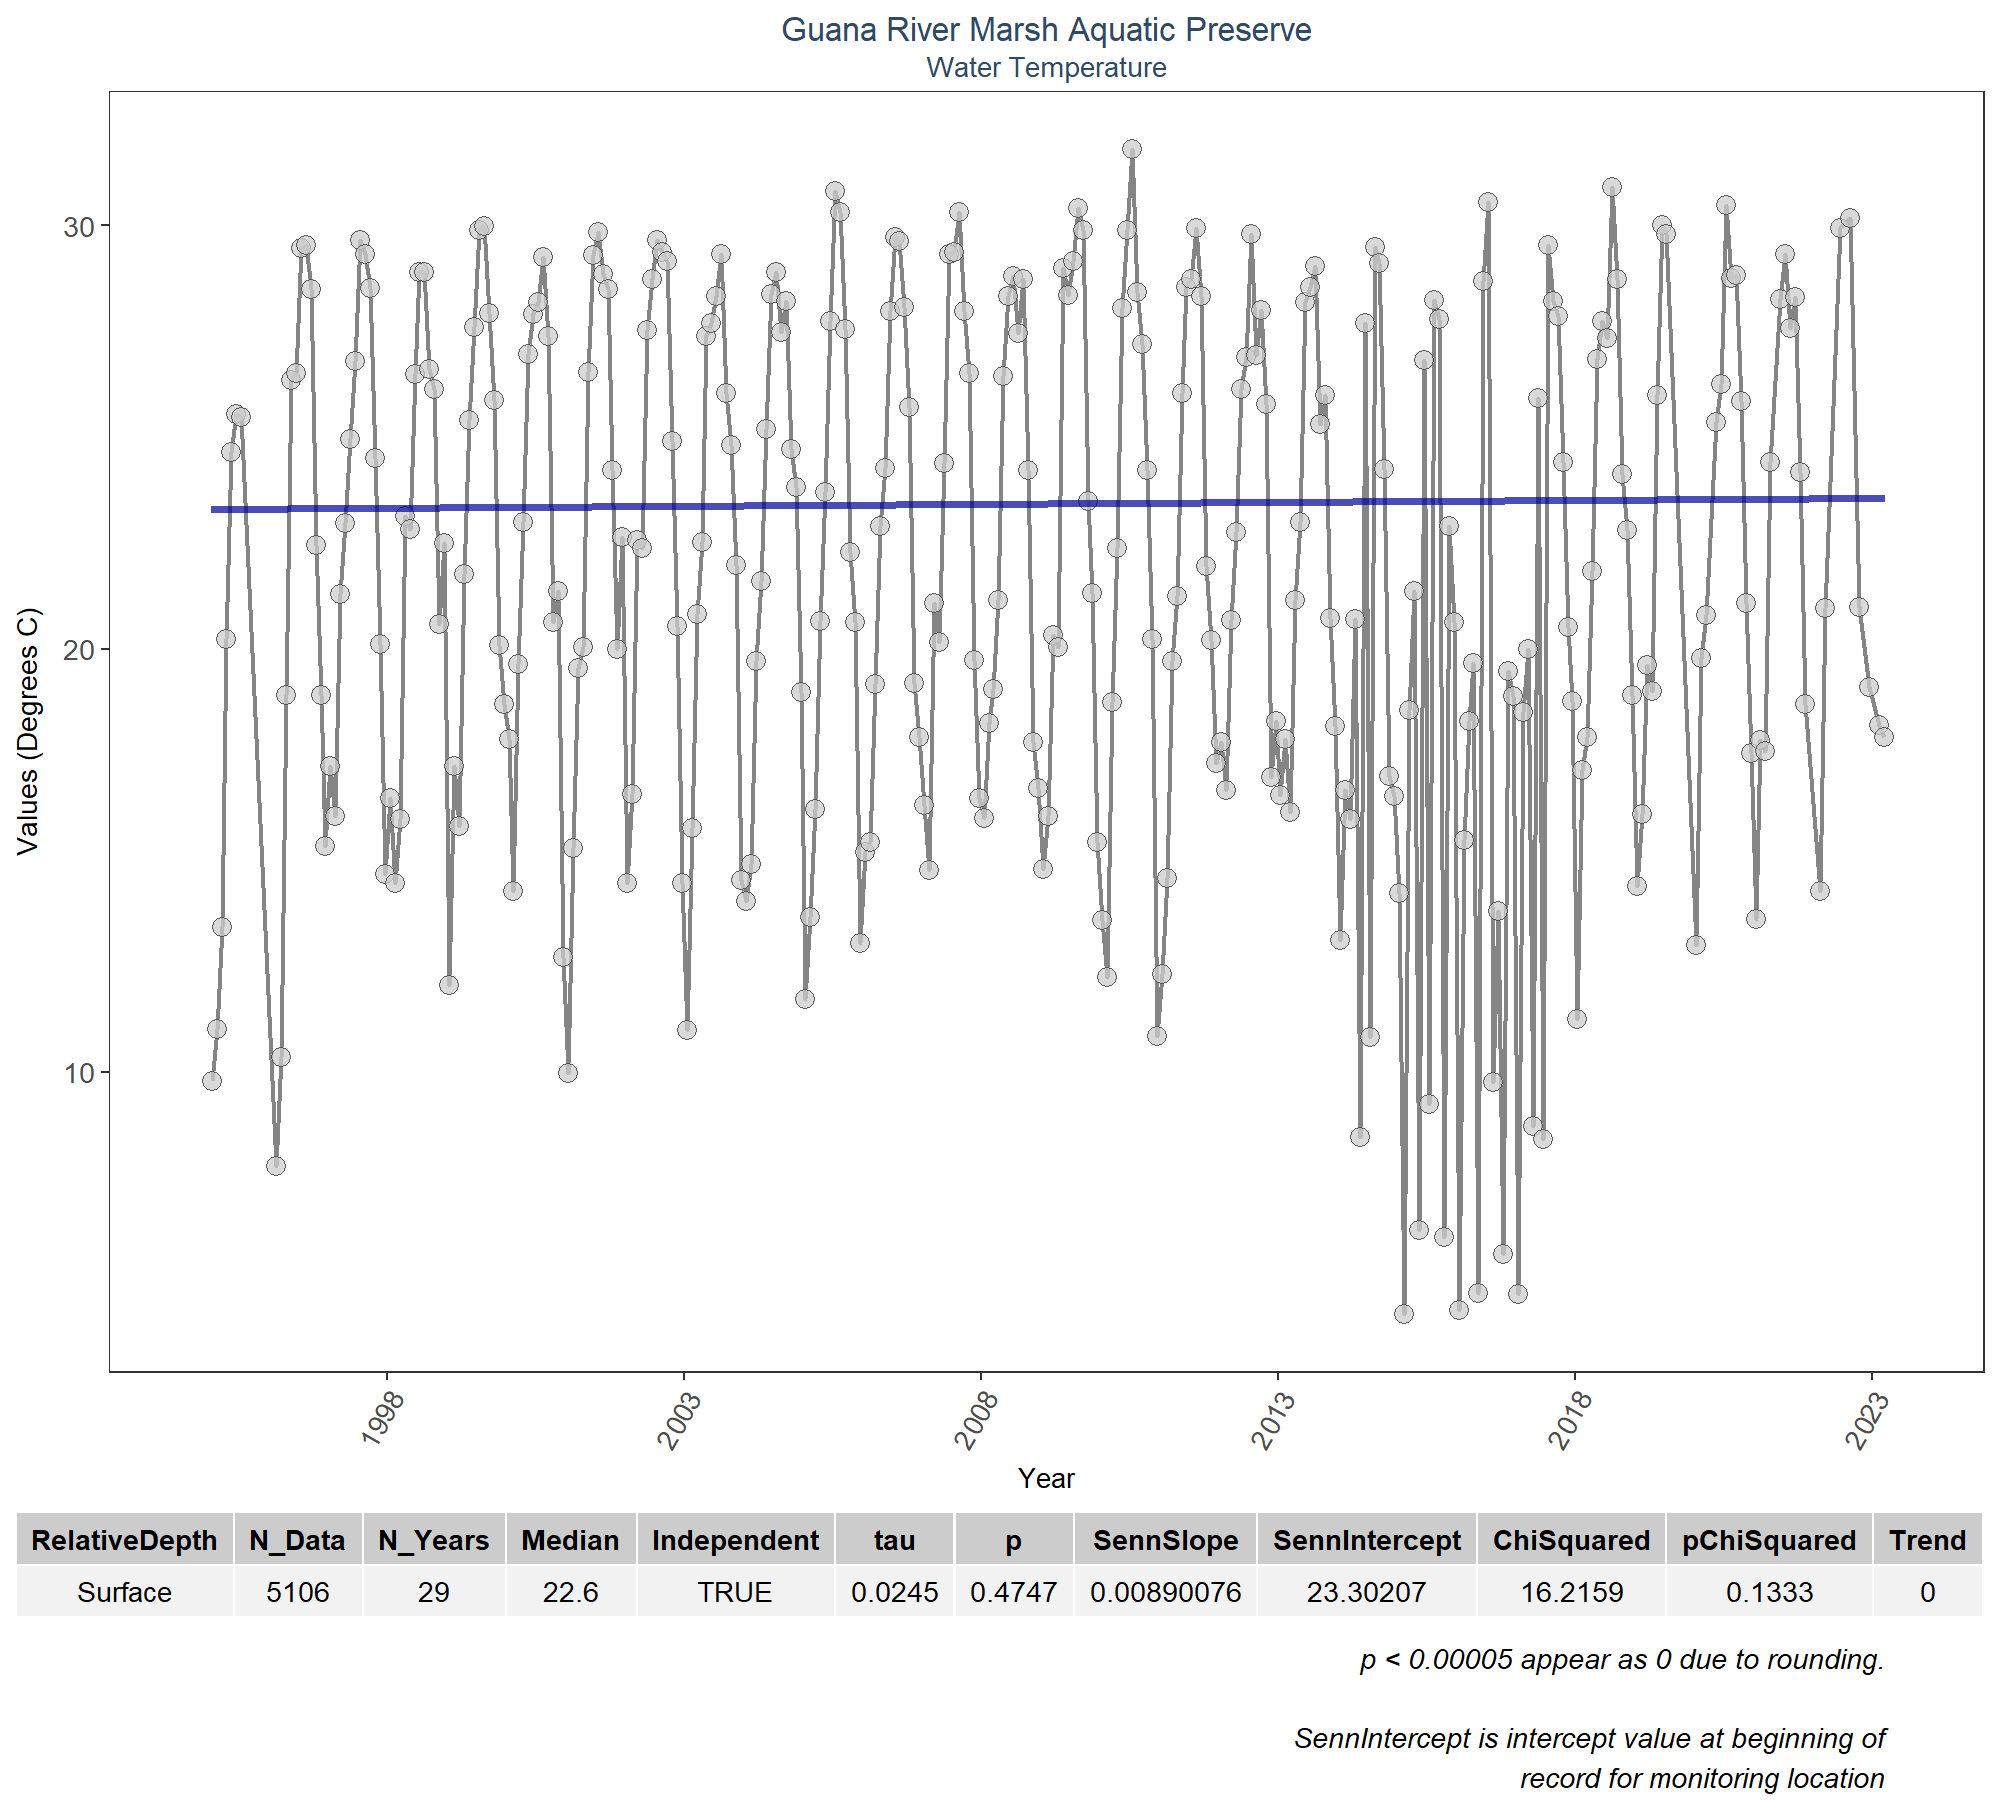 Guana River Marsh Aquatic Preserve
Water Temperature
Values (Degrees C)
30
20
10
1998 2003 2008 2013 2018 2023
Year
RelativeDepth N_Data N_Years Median Independent tau p SennSlope SennIntercept ChiSquared pChiSquared Trend
Surface 5106 29 22.6 TRUE 0.0245 0.4747 0.00890076 23.30207 16.2159 0.1333 0
p < 0.00005 appear as 0 due to rounding.
SennIntercept is intercept value at beginning of
record for monitoring location